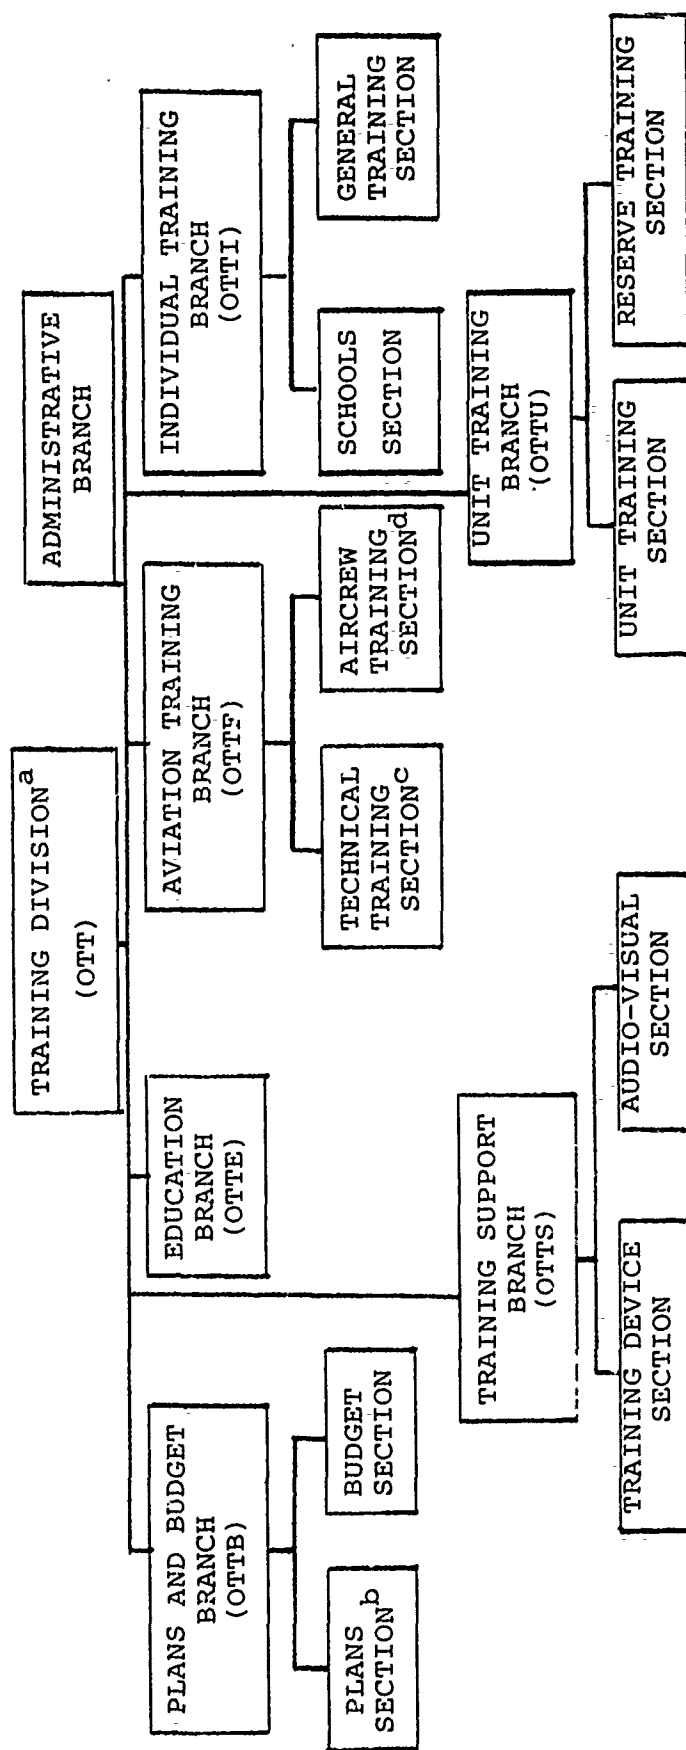 TRAINING DIVISIONa
(OTT)
ADMINISTRATIVE
BRANCH
PLANS AND BUDGET
BRANCH
(OTTB)
EDUCATION
BRANCH
(OTTE)
AVIATION TRAINING
BRANCH
(OTTF)
INDIVIDUAL TRAINING
BRANCH
(OTTI)
PLANS
SECTIONb
BUDGET
SECTION
TECHNICAL
TRAINING
SECTIONc
AIRCREW
TRAINING
SECTIONd
SCHOOLS
SECTION
GENERAL
TRAINING
SECTION
TRAINING SUPPORT
BRANCH
(OTTS)
UNIT TRAINING
BRANCH
(OTTU)
TRAINING DEVICE
SECTION
AUDIO-VISUAL
SECTION
UNIT TRAINING
SECTION
RESERVE TRAINING
SECTION